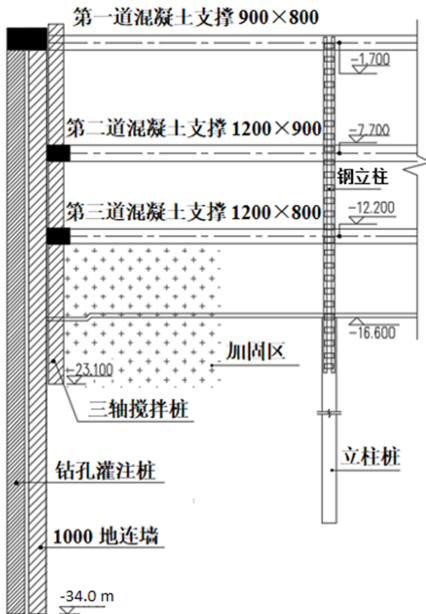 第一道混凝土支撑 900×800
-1.700
第二道混凝土支撑 1200×900
-7.700
钢立柱
第三道混凝土支撑 1200×800
-12.200
-16.600
加固区
-23.100
三轴搅拌桩
钻孔灌注桩
立柱桩
1000 地连墙
-34.0 m